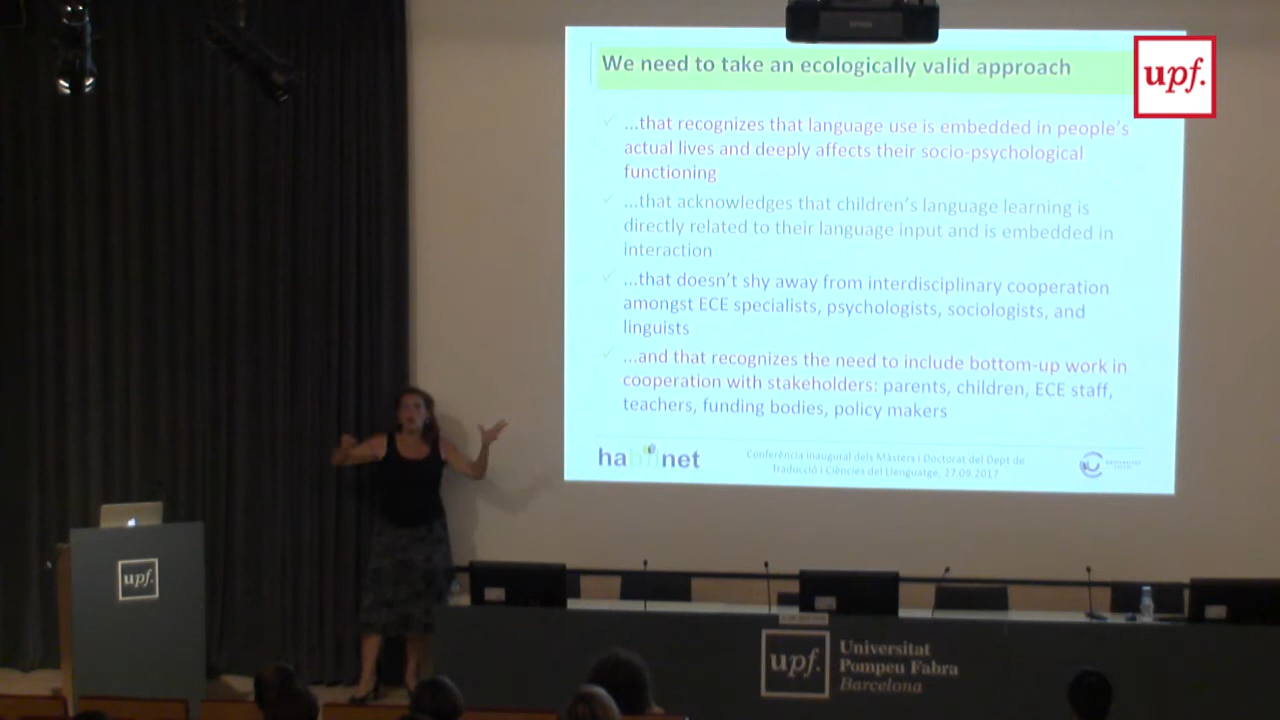 We need to take an ecologically valid approach
upf.
...that recognizes that language use is embedded in people's
actual lives and deeply affects their socio-psychological
functioning
...that acknowledges that children's language learning is
directly related to their language input and is embedded in
interaction
...that doesn't shy away from interdisciplinary cooperation
amongst ECE specialists, psychologists, sociologists, and
linguists
...and that recognizes the need to include bottom-up work in
cooperation with stakeholders: parents, children, ECE staff,
teachers, funding bodies, policy makers
Conferència Inaugural dels Màsters i Doctorat del Dept de
Traducció i Ciències del Llenguatge, 27.09.2017
upf.
upf.
Universitat
Pompeu Fabra
Barcelona